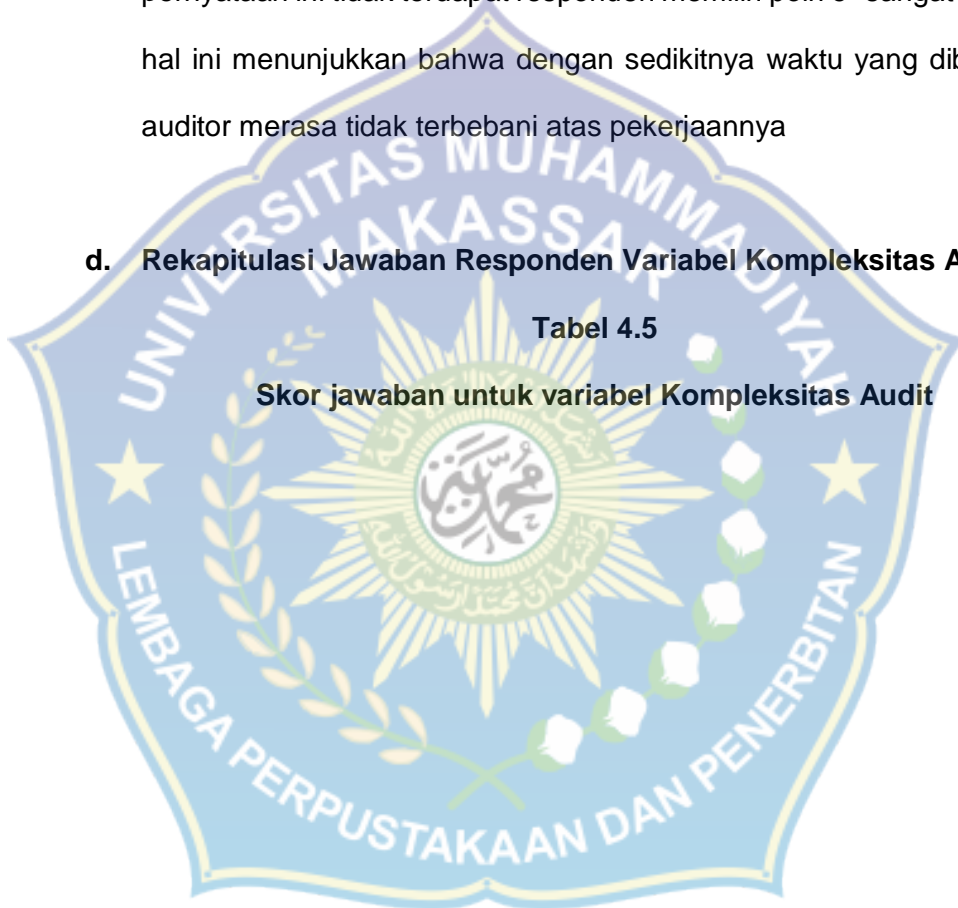 hal ini menunjukkan bahwa dengan sedikitnya waktu yang
auditor merasa tidak terbebani atas pekerjaannya
d. Rekapitulasi Jawaban Responden Variabel Kompleksitas A
Tabel 4.5
Skor jawaban untuk variabel Kompleksitas Audit
UNIVERSITAS MUHAMMADIYAH
MAKASSAR
LEMBAGA PERPUSTAKAAN DAN PENERBITAN